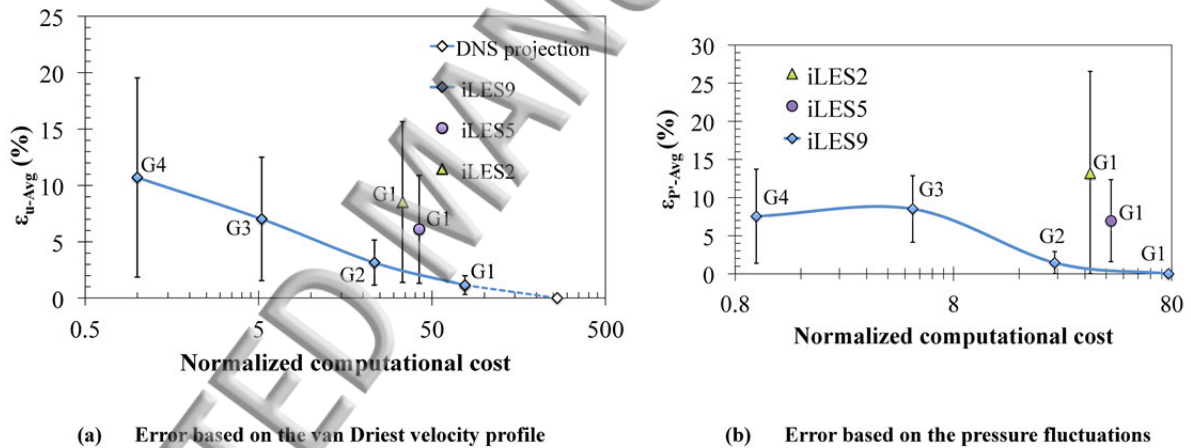 25
20
15
10
5
0
ε_u-Avg (%)
DNS projection
iLES9
iLES5
iLES2
G4
G3
G2
G1
G1
G1
0.5 5 50 500
Normalized computational cost
(a) Error based on the van Driest velocity profile
30
25
20
15
10
5
0
ε_P'-Avg (%)
iLES2
iLES5
iLES9
G4
G3
G2
G1
G1
G1
0.8 8 80
Normalized computational cost
(b) Error based on the pressure fluctuations
TED MANU